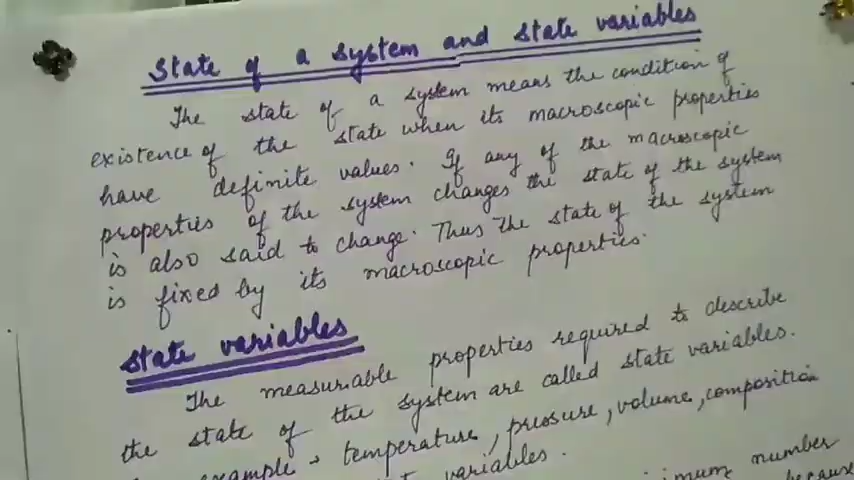 State of a system and state variables
The state of a system means the condition of
existence of the state when its macroscopic properties
have definite values. If any of the macroscopic
properties of the system changes the state of the system
is also said to change. Thus the state of the system
is fixed by its macroscopic properties.
State variables
The measurable properties required to describe
the state of the system are called state variables.
example → temperature, pressure, volume, composition
variables.
number
because